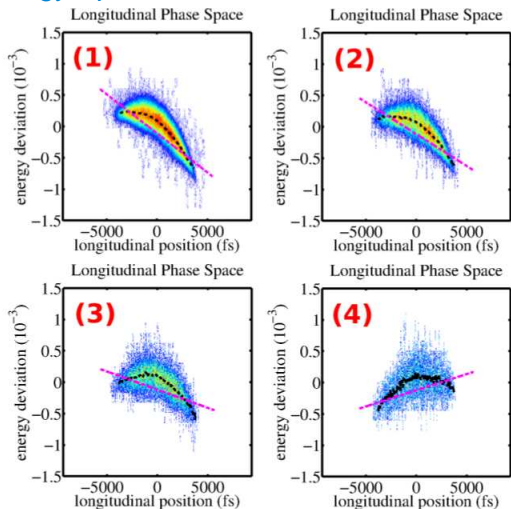 Longitudinal Phase Space
(1)
energy deviation (10⁻³)
1.5
1
0.5
0
−0.5
−1
−1.5
−5000 0 5000
longitudinal position (fs)
Longitudinal Phase Space
(2)
energy deviation (10⁻³)
1.5
1
0.5
0
−0.5
−1
−1.5
−5000 0 5000
longitudinal position (fs)
Longitudinal Phase Space
(3)
energy deviation (10⁻³)
1.5
1
0.5
0
−0.5
−1
−1.5
−5000 0 5000
longitudinal position (fs)
Longitudinal Phase Space
(4)
energy deviation (10⁻³)
1.5
1
0.5
0
−0.5
−1
−1.5
−5000 0 5000
longitudinal position (fs)